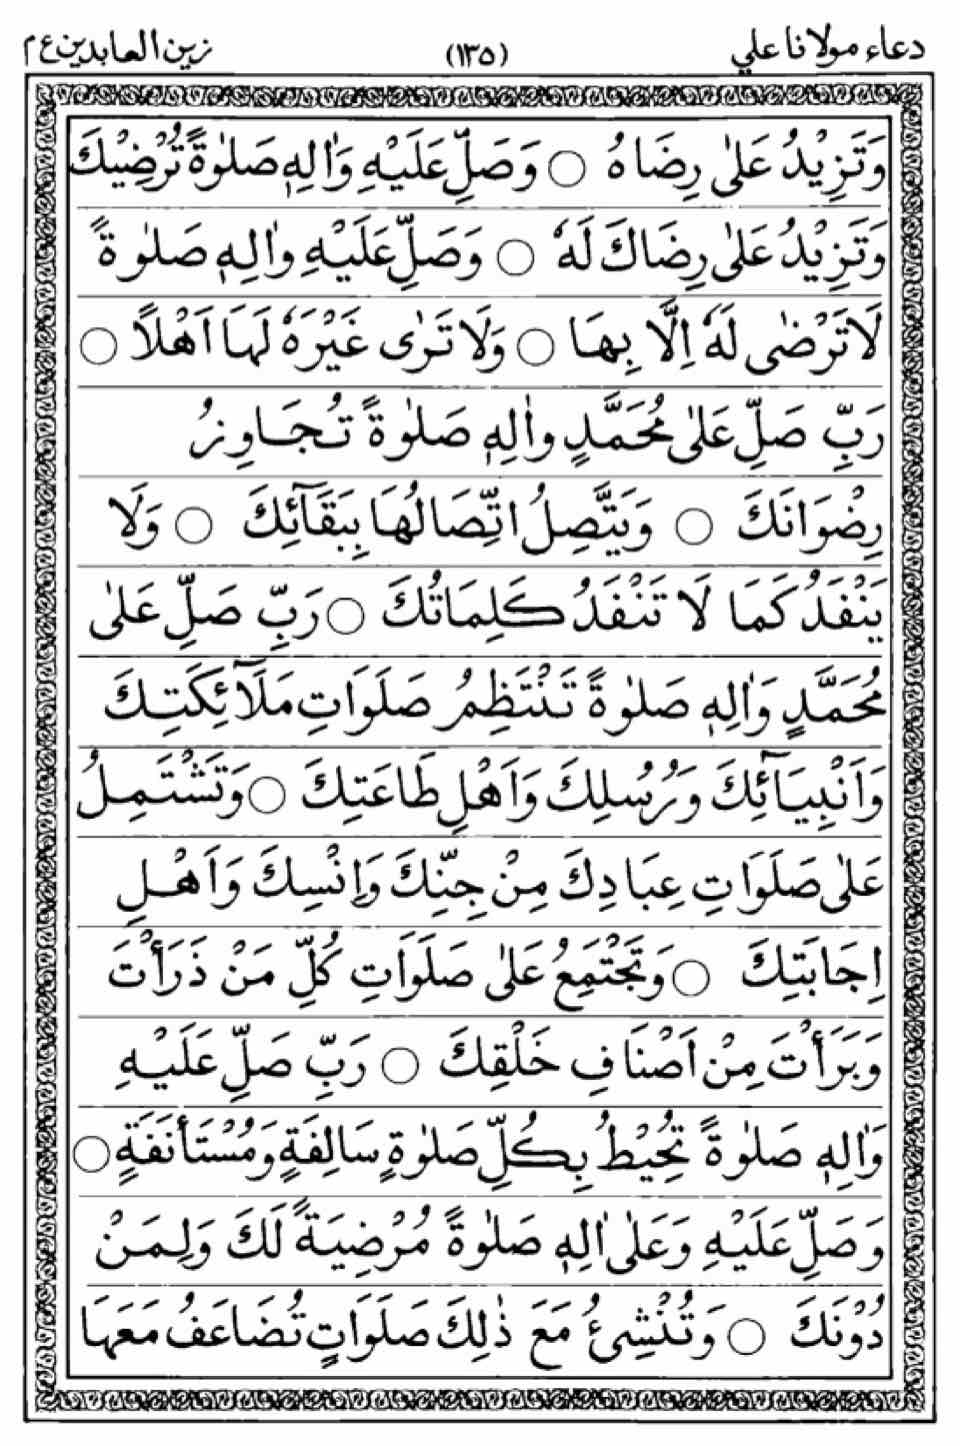 دعاء مولانا علي (١٣٥) زين العابدين ع م
وَتَزِيْدُ عَلٰى رِضَاهُ ○ وَصَلِّ عَلَيْهِ وَاٰلِهٖ صَلٰوةً تُرْضِيْكَ
وَتَزِيْدُ عَلٰى رِضَاكَ لَهٗ ○ وَصَلِّ عَلَيْهِ وَاٰلِهٖ صَلٰوةً
لَا تَرْضٰى لَهٗ اِلَّا بِهَا ○ وَلَا تَرٰى غَيْرَهٗ لَهَا اَهْلًا ○
رَبِّ صَلِّ عَلٰى مُحَمَّدٍ وَاٰلِهٖ صَلٰوةً تُجَاوِزُ
رِضْوَانَكَ ○ وَيَتَّصِلُ اتِّصَالُهَا بِبَقَآئِكَ ○ وَلَا
يَنْفَدُ كَمَا لَا تَنْفَدُ كَلِمَاتُكَ ○ رَبِّ صَلِّ عَلٰى
مُحَمَّدٍ وَاٰلِهٖ صَلٰوةً تَنْتَظِمُ صَلَوَاتِ مَلَآئِكَتِكَ
وَاَنْبِيَآئِكَ وَرُسُلِكَ وَاَهْلِ طَاعَتِكَ ○ وَتَشْتَمِلُ
عَلٰى صَلَوَاتِ عِبَادِكَ مِنْ جِنِّكَ وَاِنْسِكَ وَاَهْلِ
اِجَابَتِكَ ○ وَتَجْتَمِعُ عَلٰى صَلَوَاتِ كُلِّ مَنْ ذَرَأْتَ
وَبَرَأْتَ مِنْ اَصْنَافِ خَلْقِكَ ○ رَبِّ صَلِّ عَلَيْهِ
وَاٰلِهٖ صَلٰوةً تُحِيْطُ بِكُلِّ صَلٰوةٍ سَالِفَةٍ وَمُسْتَأْنَفَةٍ ○
وَصَلِّ عَلَيْهِ وَعَلٰى اٰلِهٖ صَلٰوةً مُرْضِيَةً لَكَ وَلِمَنْ
دُوْنَكَ ○ وَتُنْشِئُ مَعَ ذٰلِكَ صَلَوَاتٍ تُضَاعَفُ مَعَهَا